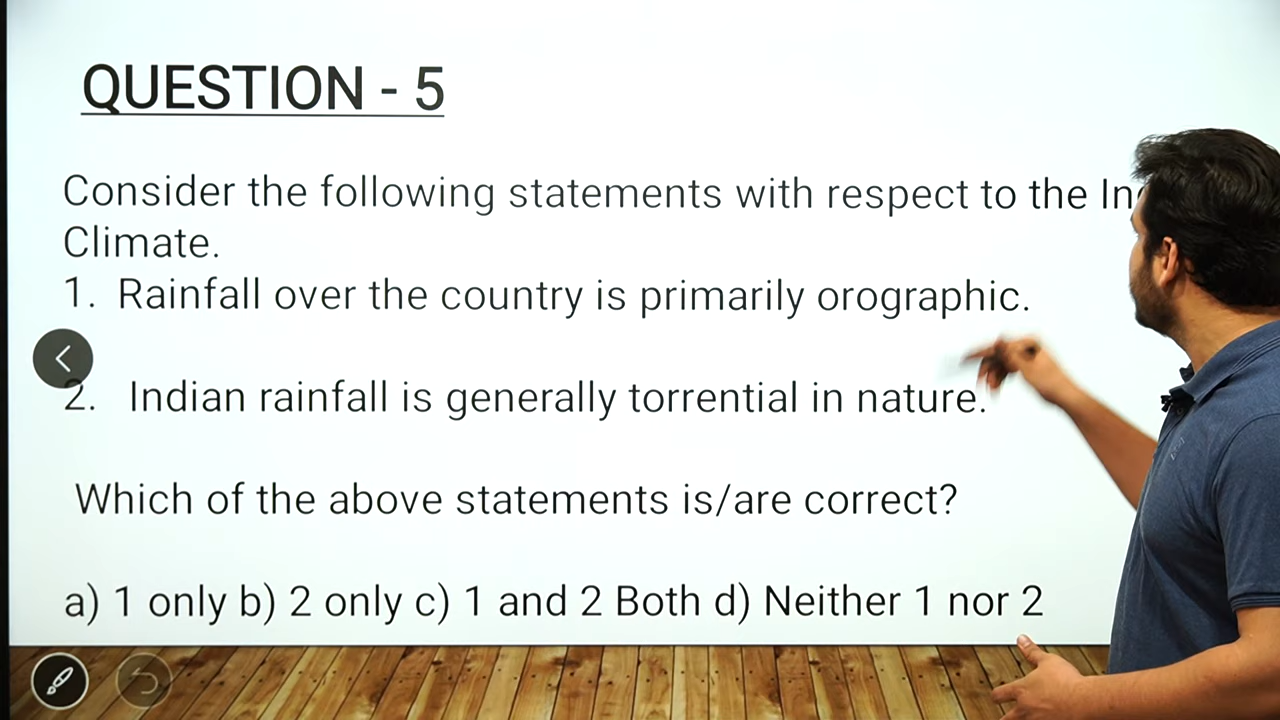 QUESTION - 5
Consider the following statements with respect to the
Climate.
1. Rainfall over the country is primarily orographic.
2. Indian rainfall is generally torrential in nature.
Which of the above statements is/are correct?
a) 1 only b) 2 only c) 1 and 2 Both d) Neither 1 nor 2